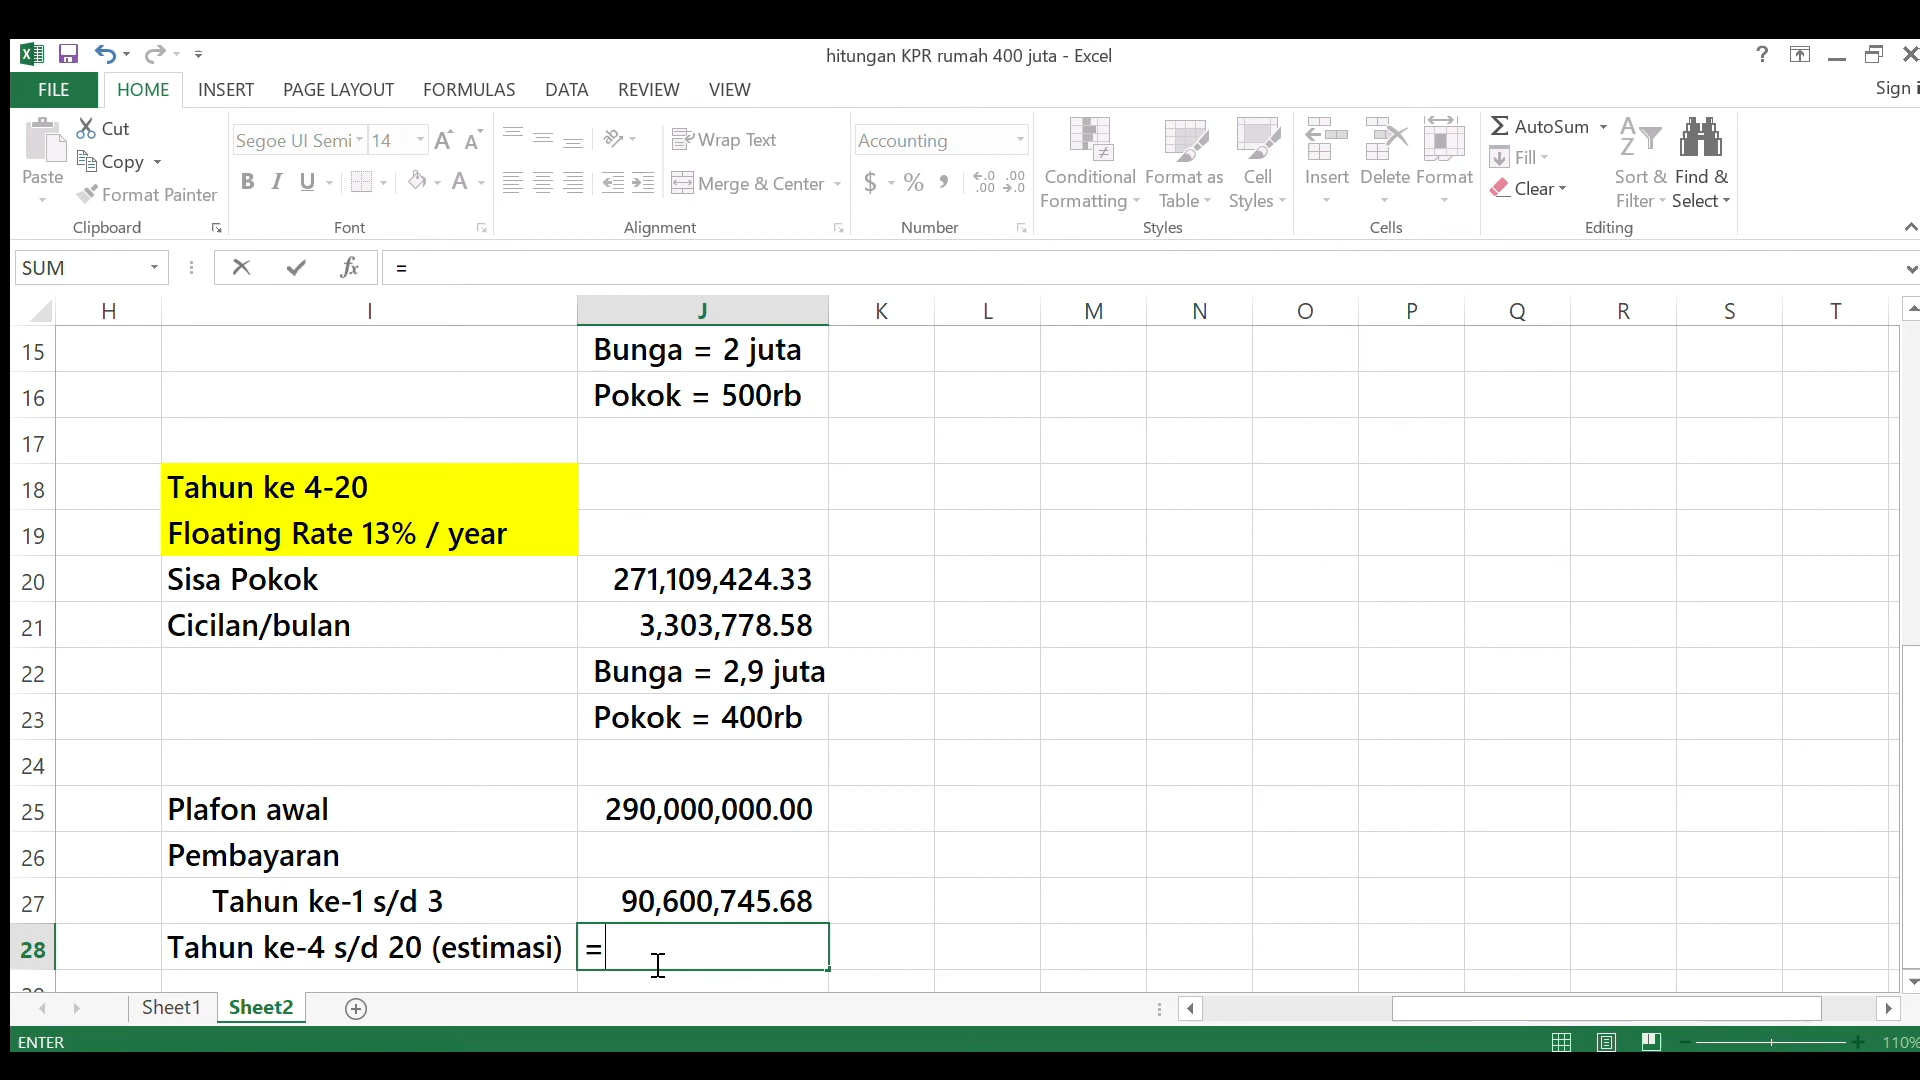 hitungan KPR rumah 400 juta - Excel
?
FILE HOME INSERT PAGE LAYOUT FORMULAS DATA REVIEW VIEW
Sign i
Paste
Cut
Copy
Format Painter
Clipboard
Segoe UI Semi 14
B I U
Font
Wrap Text
Merge & Center
Alignment
Accounting
$ % ,
Number
Conditional Formatting
Format as Table
Cell Styles
Styles
Insert Delete Format
Cells
AutoSum
Fill
Clear
Sort & Filter
Find & Select
Editing
SUM fx =
H I J K L M N O P Q R S T
15 Bunga = 2 juta
16 Pokok = 500rb
17
18 Tahun ke 4-20
19 Floating Rate 13% / year
20 Sisa Pokok 271,109,424.33
21 Cicilan/bulan 3,303,778.58
22 Bunga = 2,9 juta
23 Pokok = 400rb
24
25 Plafon awal 290,000,000.00
26 Pembayaran
27 Tahun ke-1 s/d 3 90,600,745.68
28 Tahun ke-4 s/d 20 (estimasi) =
Sheet1 Sheet2
ENTER
110%